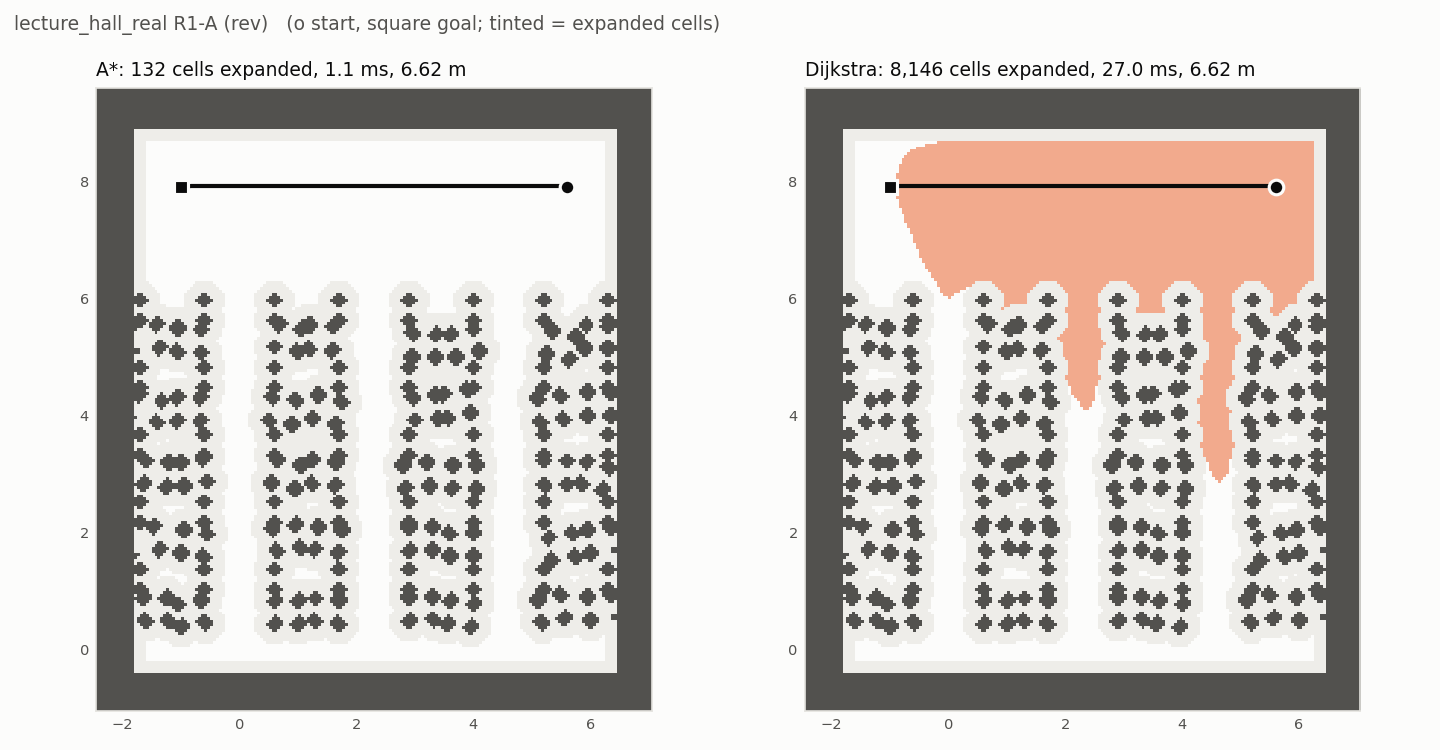 lecture_hall_real R1-A (rev)   (o start, square goal; tinted = expanded cells)
A*: 132 cells expanded, 1.1 ms, 6.62 m
Dijkstra: 8,146 cells expanded, 27.0 ms, 6.62 m
8
6
4
2
0
−2 0 2 4 6
8
6
4
2
0
−2 0 2 4 6